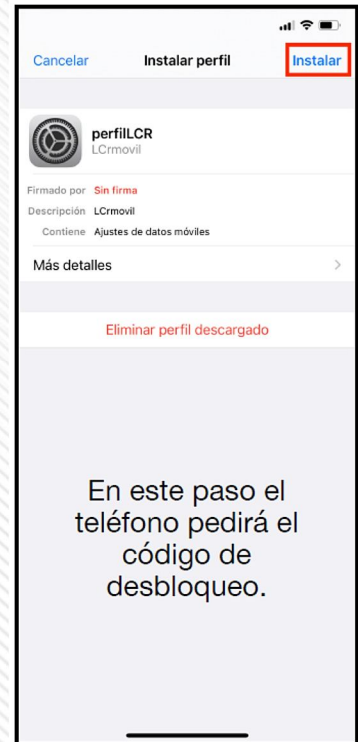 Cancelar Instalar perfil Instalar
perfilLCR
LCrmovil
Firmado por Sin firma
Descripción LCrmovil
Contiene Ajustes de datos móviles
Más detalles
Eliminar perfil descargado
En este paso el
teléfono pedirá el
código de
desbloqueo.